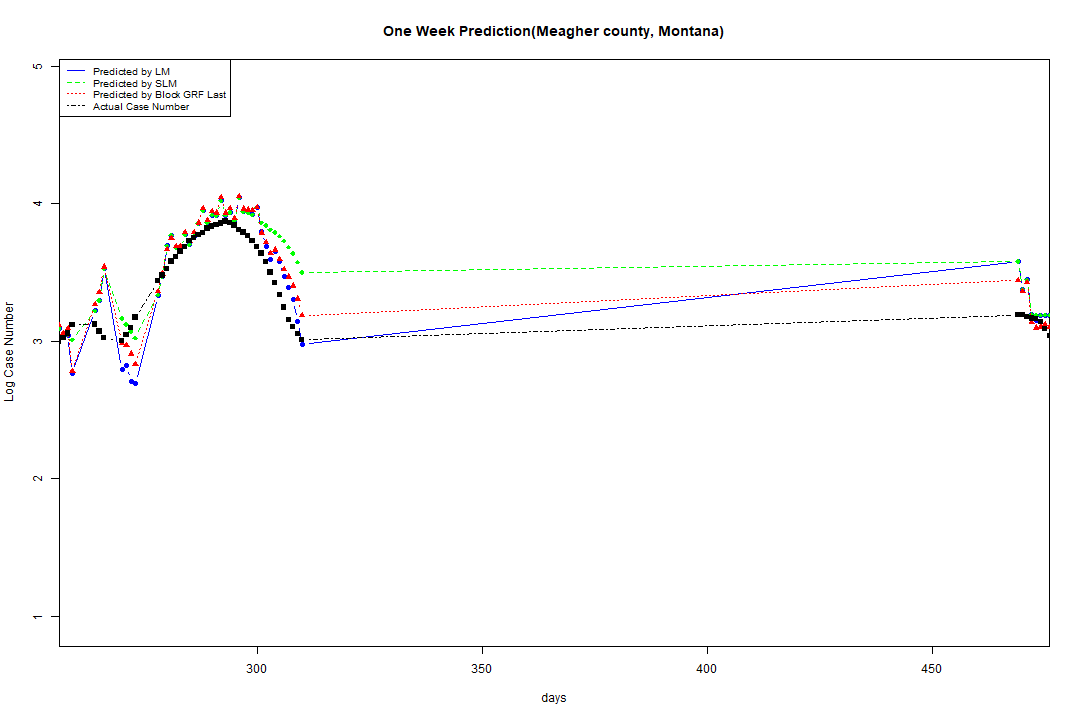 One Week Prediction(Meagher county, Montana)
Predicted by LM
Predicted by SLM
Predicted by Block GRF Last
Actual Case Number
5
4
3
2
1
Log Case Number
300
350
400
450
days